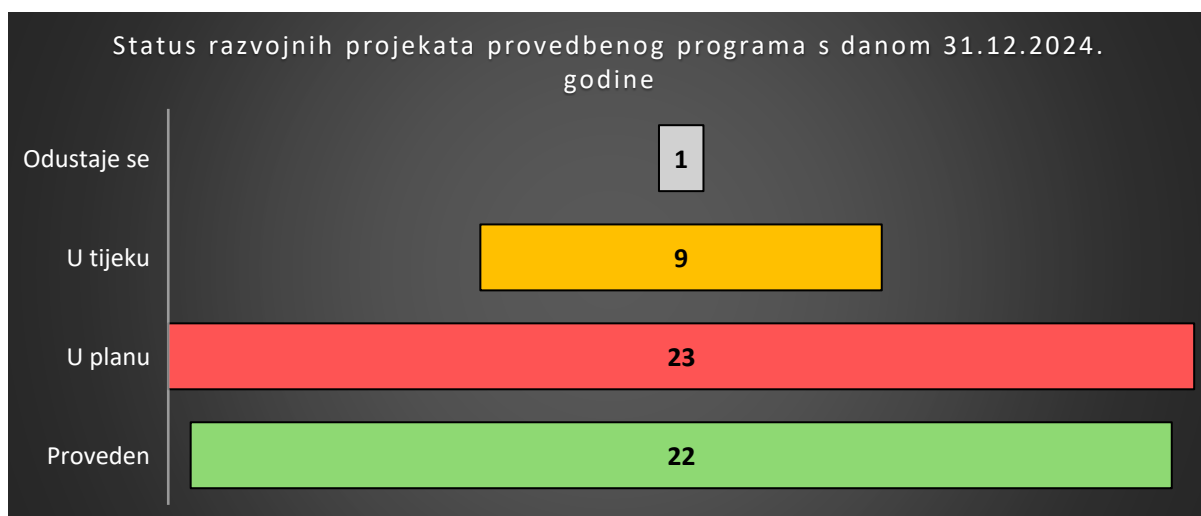 Status razvojnih projekata provedbenog programa s danom 31.12.2024.
godine
Odustaje se
1
U tijeku
9
U planu
23
Proveden
22